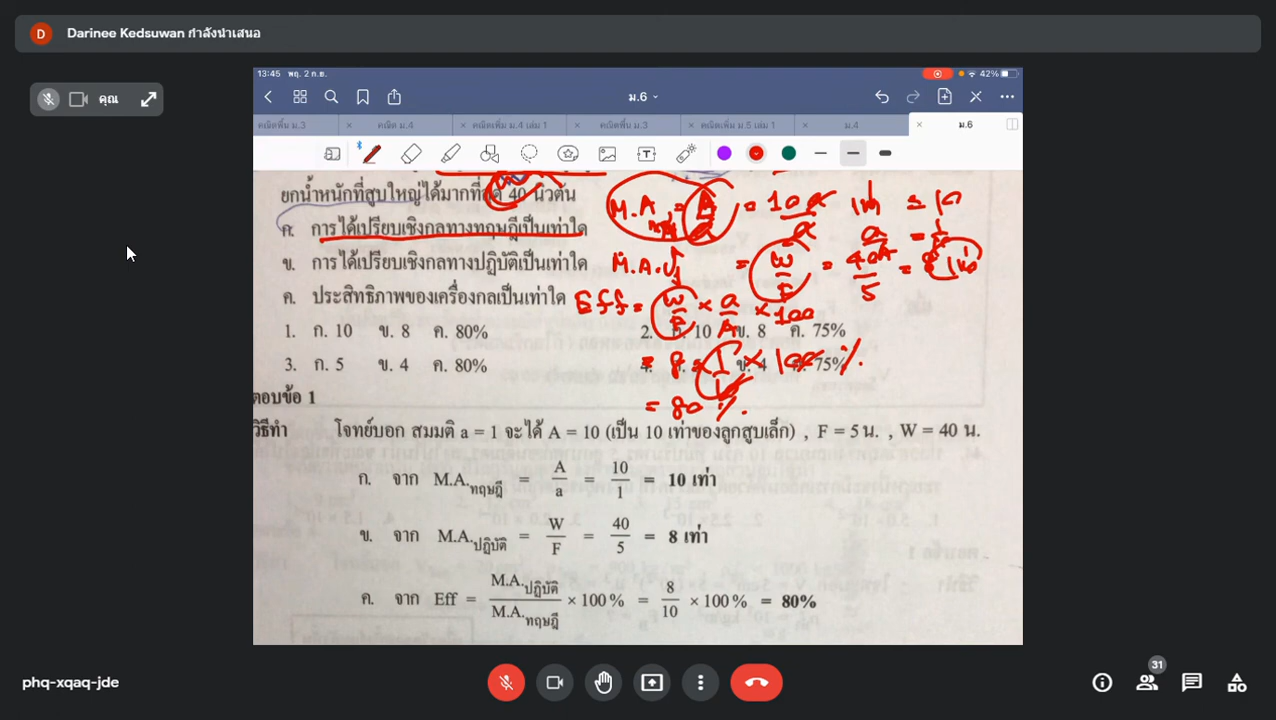 D Darinee Kedsuwan กำลังนำเสนอ
คุณ
13:45 พฤ. 2 ก.ย.
42%
ม.6
คณิตพื้น ม.3
คณิต ม.4
คณิตเพิ่ม ม.4 เล่ม 1
คณิตพื้น ม.3
คณิตเพิ่ม ม.5 เล่ม 1
ม.4
ม.6
ยกน้ำหนักที่สูบใหญ่ได้มากที่สุด 40 นิวตัน
ก. การได้เปรียบเชิงกลทางทฤษฎีเป็นเท่าใด
ข. การได้เปรียบเชิงกลทางปฏิบัติเป็นเท่าใด
ค. ประสิทธิภาพของเครื่องกลเป็นเท่าใด
M.A = A/a = 10a/a = 10
M.A. = W/F = 40/5 = 8
Eff = W/F × a/A × 100
1. ก. 10 ข. 8 ค. 80%
2. ก. 10 ข. 8 ค. 75%
= 8 × 1/10 × 100 %
3. ก. 5 ข. 4 ค. 80%
4. ข. 4 ค. 75%
= 80 %
ตอบข้อ 1
วิธีทำ โจทย์บอก สมมติ a = 1 จะได้ A = 10 (เป็น 10 เท่าของลูกสูบเล็ก) , F = 5 น. , W = 40 น.
ก. จาก M.A.ทฤษฎี = A/a = 10/1 = 10 เท่า
ข. จาก M.A.ปฏิบัติ = W/F = 40/5 = 8 เท่า
ค. จาก Eff = M.A.ปฏิบัติ/M.A.ทฤษฎี × 100 % = 8/10 × 100 % = 80%
phq-xqaq-jde
31